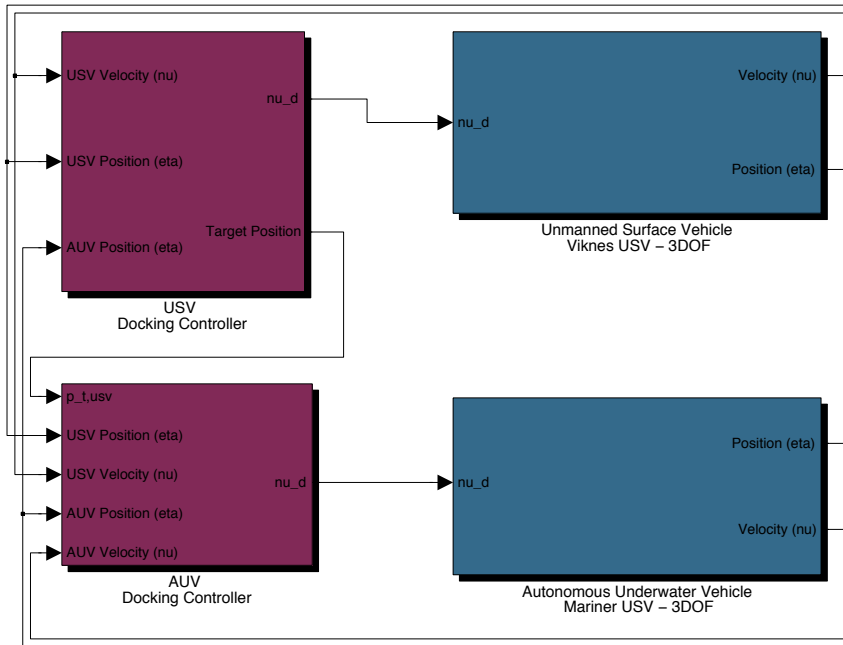 USV Velocity (nu)
nu_d
USV Position (eta)
Target Position
AUV Position (eta)
USV
Docking Controller
nu_d
Velocity (nu)
Position (eta)
Unmanned Surface Vehicle
Viknes USV – 3DOF
p_t,usv
USV Position (eta)
USV Velocity (nu)
nu_d
AUV Position (eta)
AUV Velocity (nu)
AUV
Docking Controller
nu_d
Position (eta)
Velocity (nu)
Autonomous Underwater Vehicle
Mariner USV – 3DOF